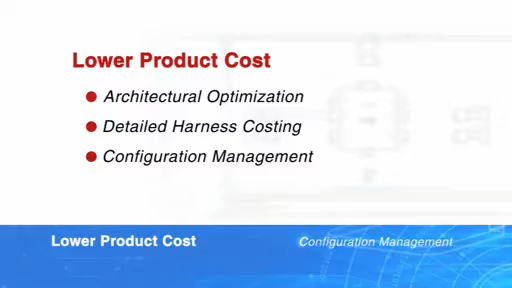 Lower Product Cost
Architectural Optimization
Detailed Harness Costing
Configuration Management
Lower Product Cost
Configuration Management